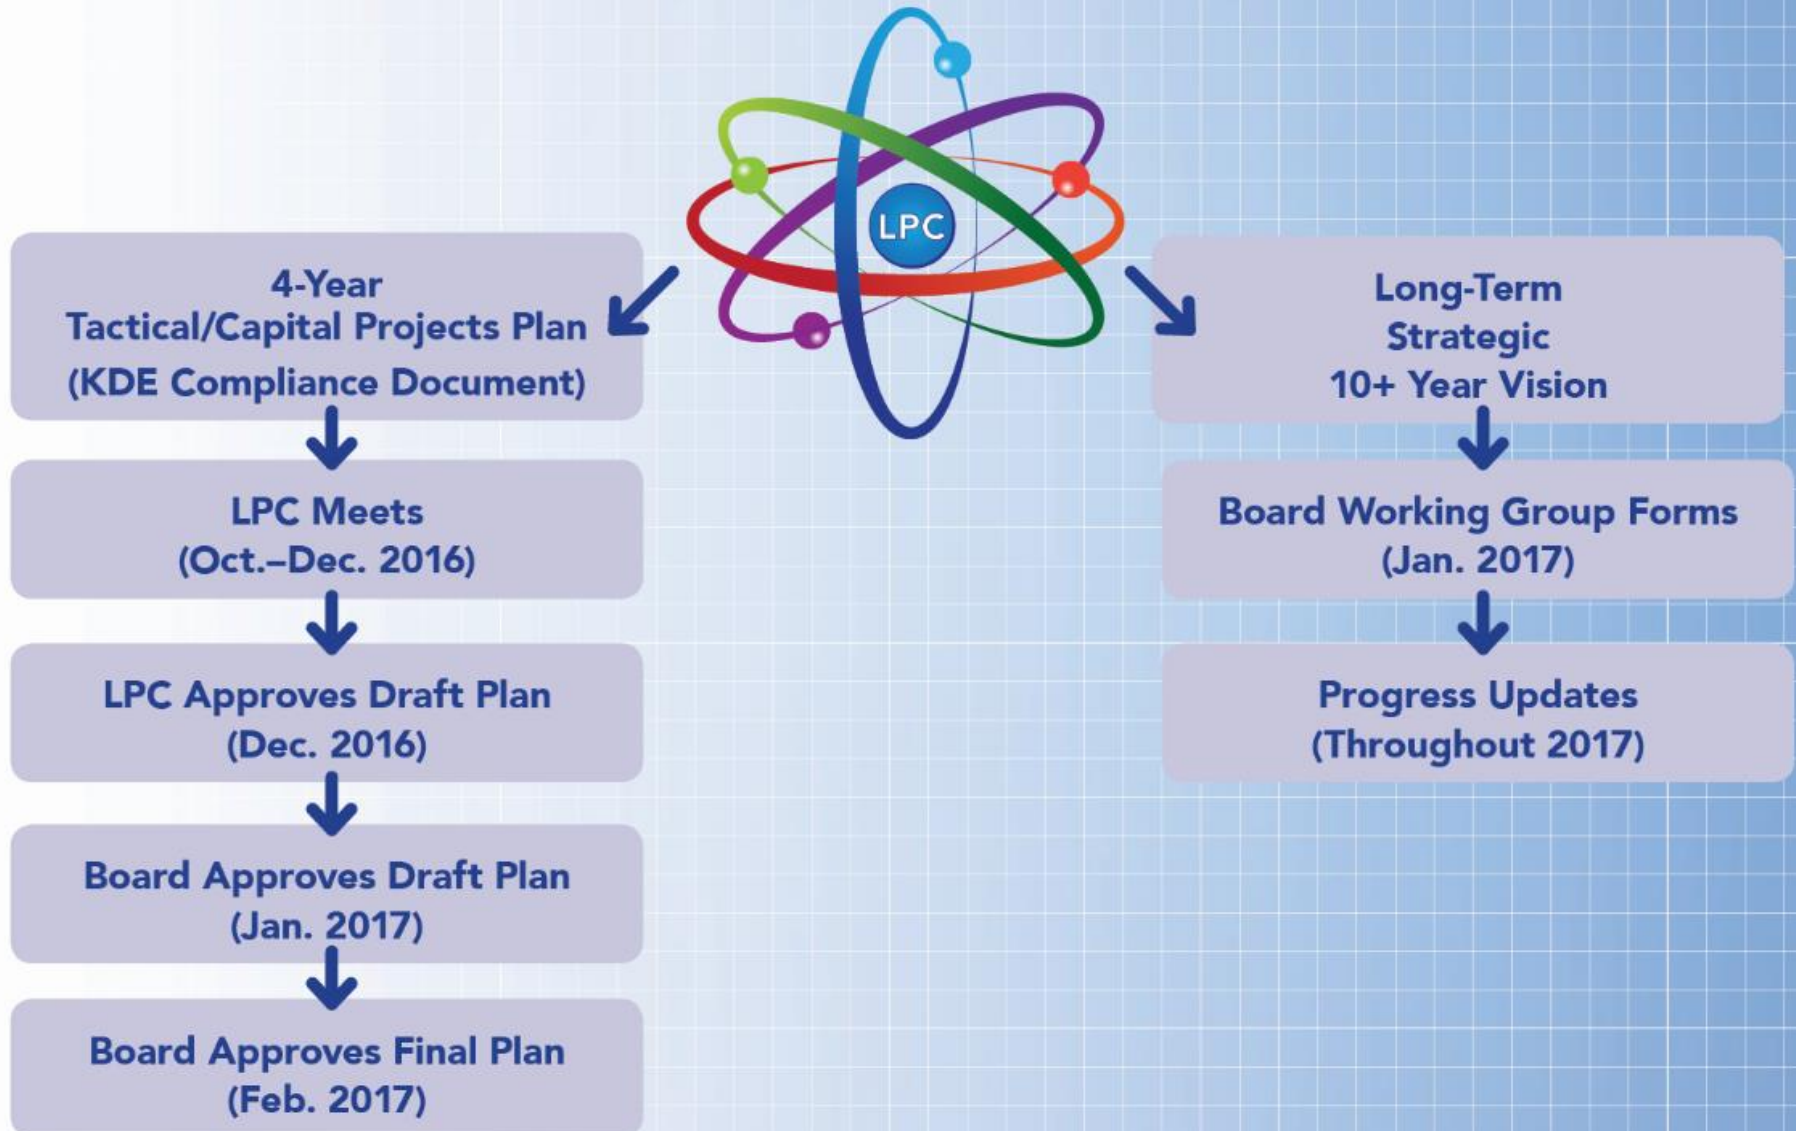 LPC
4-Year
Tactical/Capital Projects Plan
(KDE Compliance Document)
LPC Meets
(Oct.–Dec. 2016)
LPC Approves Draft Plan
(Dec. 2016)
Board Approves Draft Plan
(Jan. 2017)
Board Approves Final Plan
(Feb. 2017)
Long-Term
Strategic
10+ Year Vision
Board Working Group Forms
(Jan. 2017)
Progress Updates
(Throughout 2017)